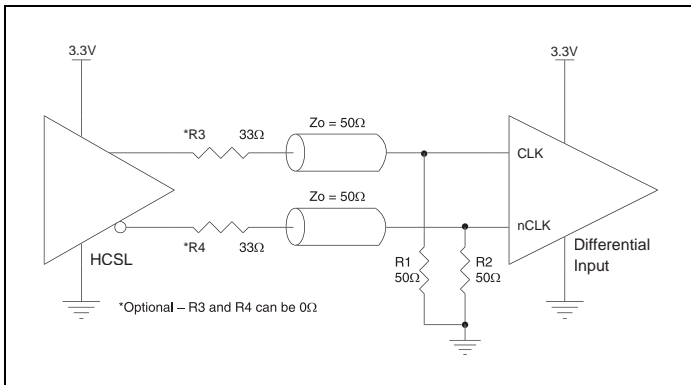 3.3V
3.3V
*R3 33Ω
Zo = 50Ω
CLK
Zo = 50Ω
nCLK
*R4 33Ω
HCSL
R1
50Ω
R2
50Ω
Differential
Input
*Optional – R3 and R4 can be 0Ω